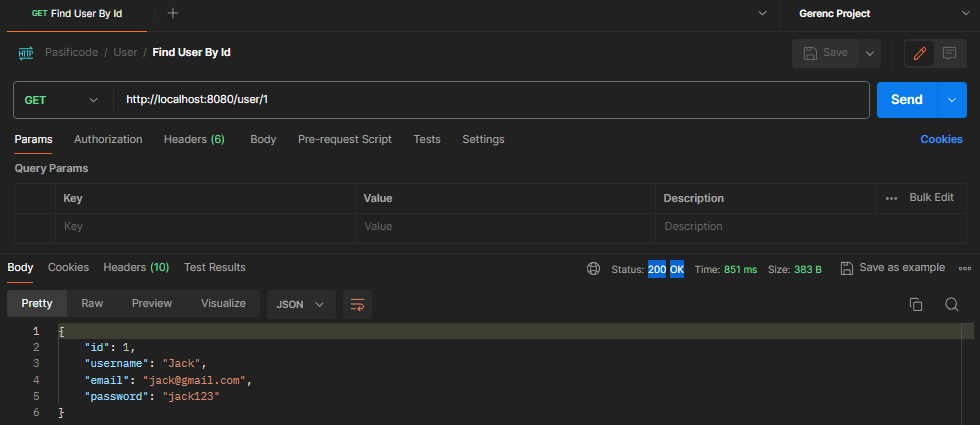 GET Find User By Id
Gerenc Project
HTTP Pasificode / User / Find User By Id
Save
GET http://localhost:8080/user/1 Send
Params Authorization Headers (6) Body Pre-request Script Tests Settings Cookies
Query Params
Key Value Description Bulk Edit
Key Value Description
Body Cookies Headers (10) Test Results Status: 200 OK Time: 851 ms Size: 383 B Save as example
Pretty Raw Preview Visualize JSON
1 {
2 "id": 1,
3 "username": "Jack",
4 "email": "jack@gmail.com",
5 "password": "jack123"
6 }